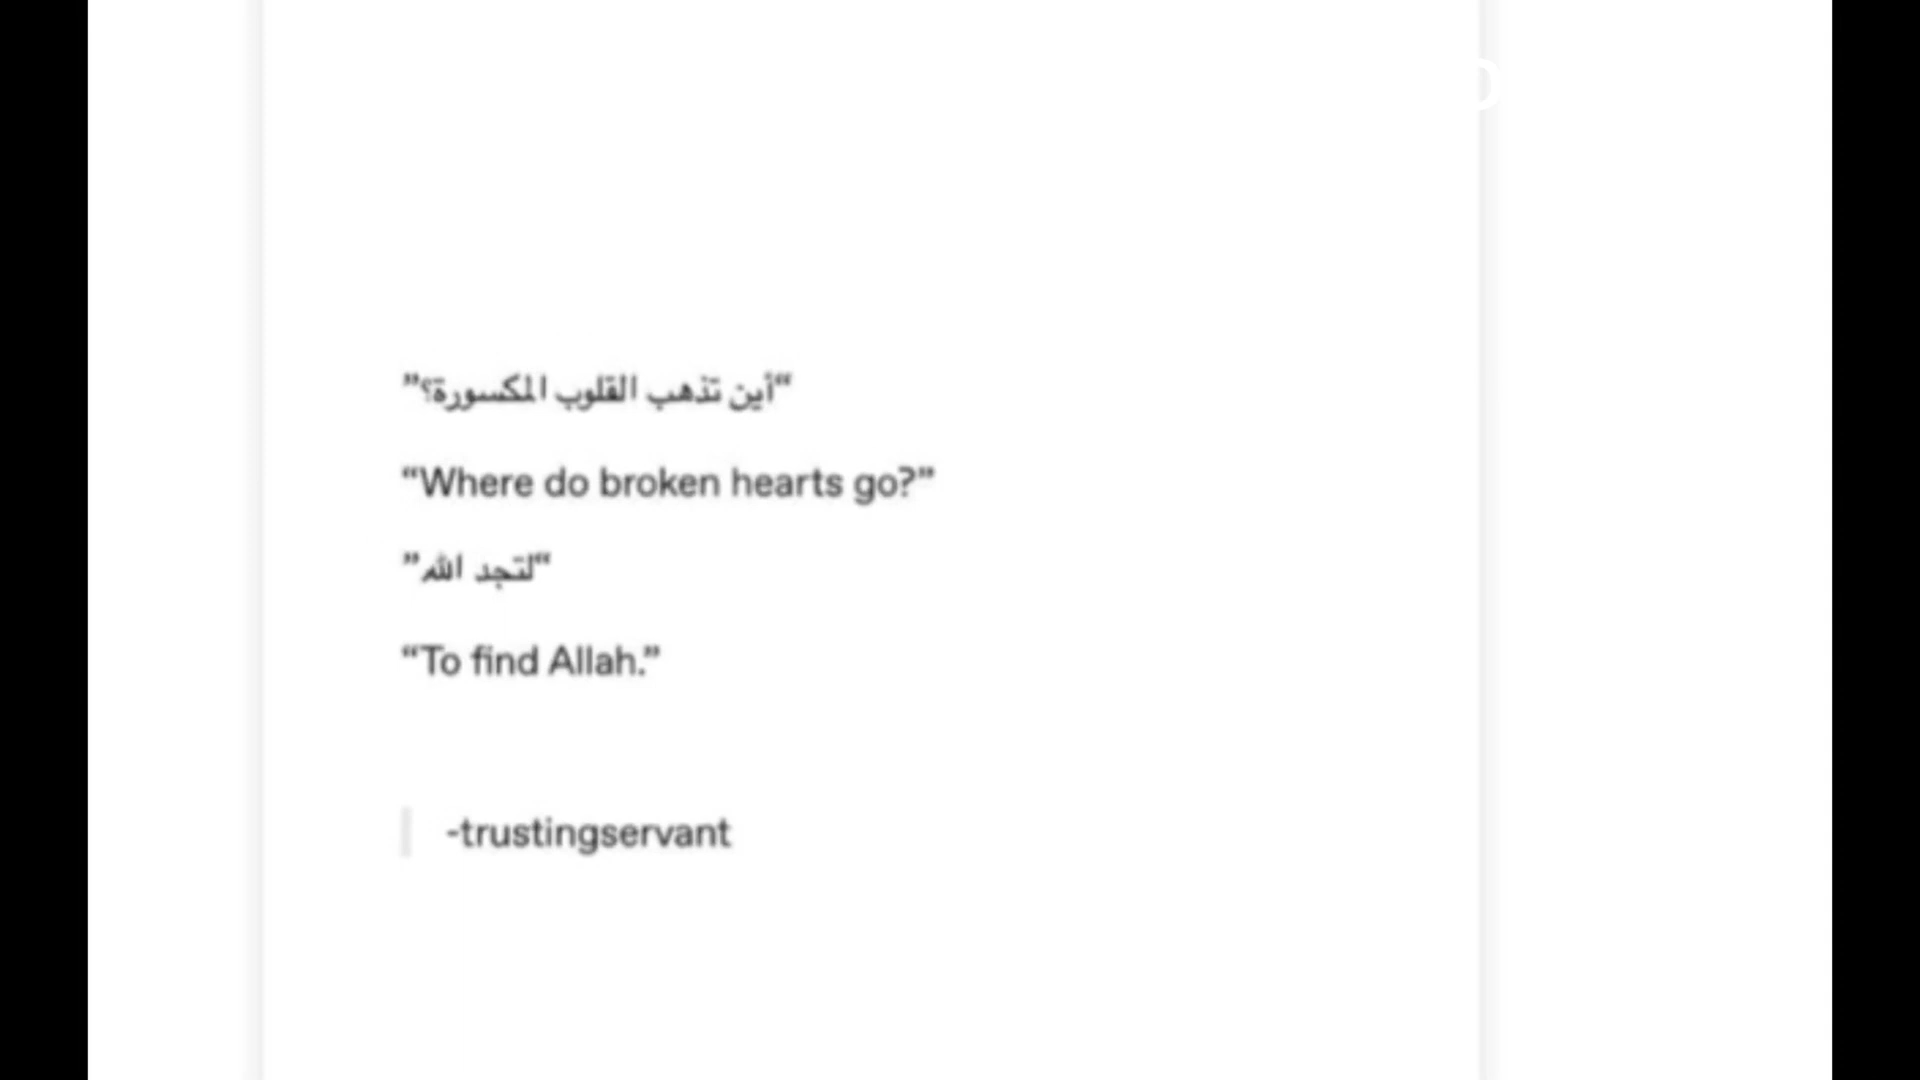 “أين تذهب القلوب المكسورة؟”
“Where do broken hearts go?”
“لتجد الله”
“To find Allah.”
-trustingservant